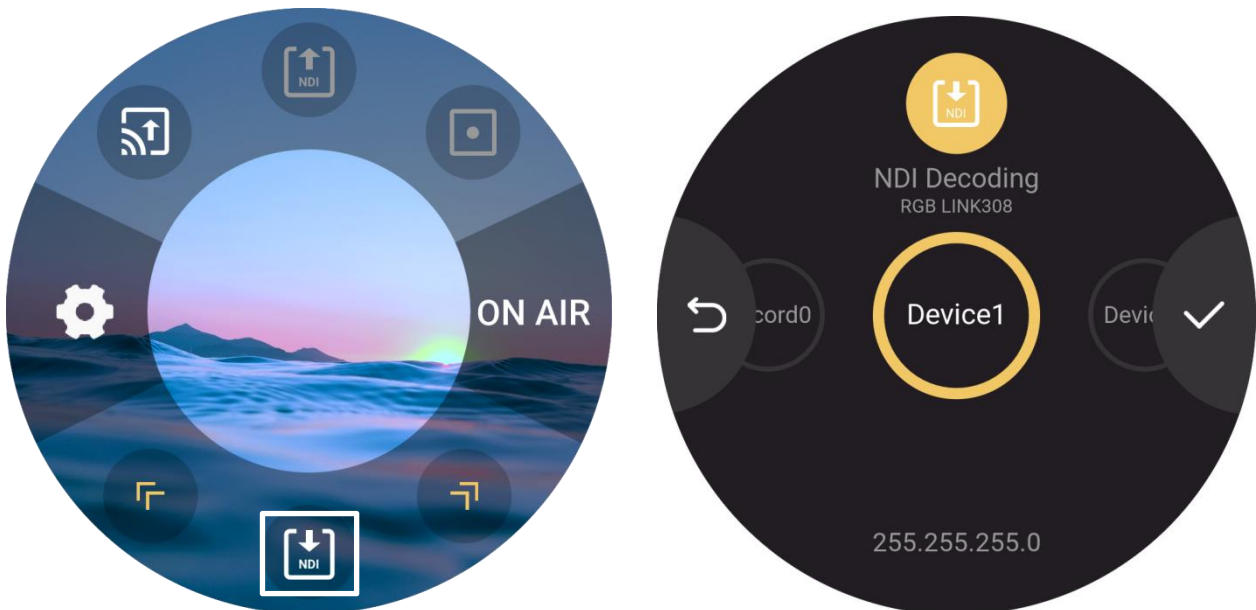 NDI
ON AIR
NDI
NDI
NDI Decoding
RGB LINK308
cord0
Device1
Devic
255.255.255.0